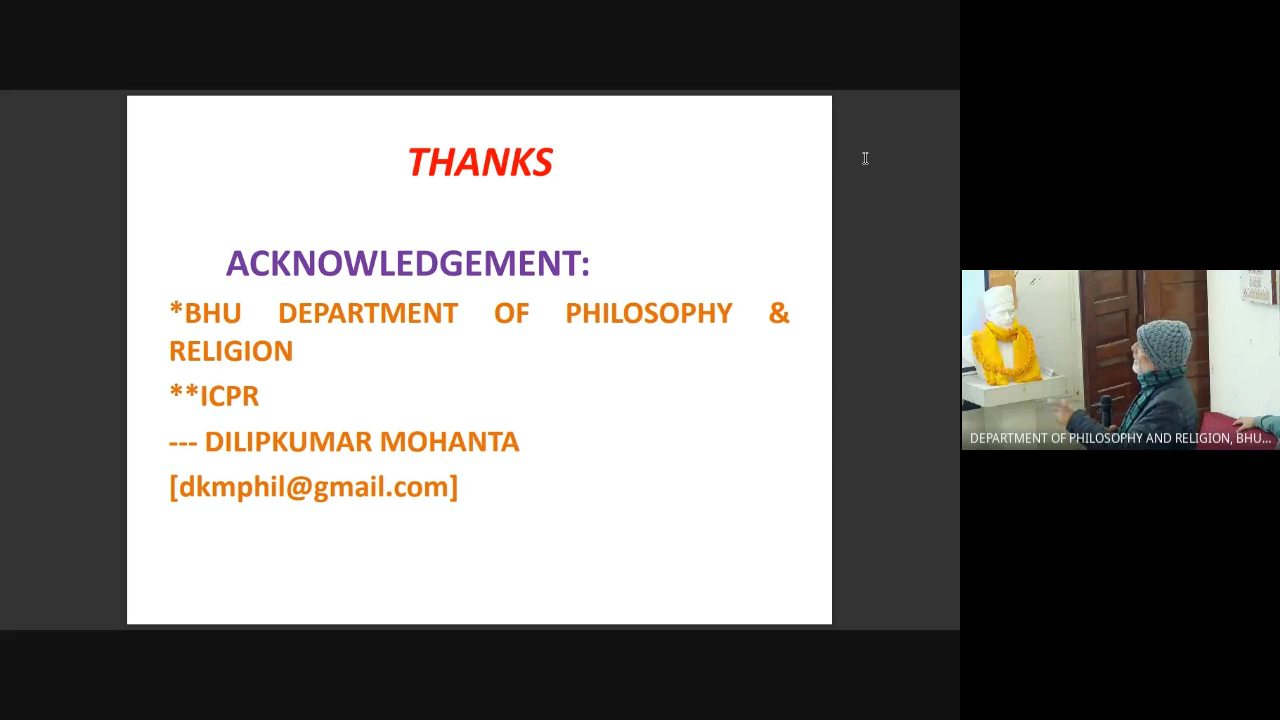 THANKS
ACKNOWLEDGEMENT:
*BHU DEPARTMENT OF PHILOSOPHY &
RELIGION
**ICPR
--- DILIPKUMAR MOHANTA
[dkmphil@gmail.com]
DEPARTMENT OF PHILOSOPHY AND RELIGION, BHU...